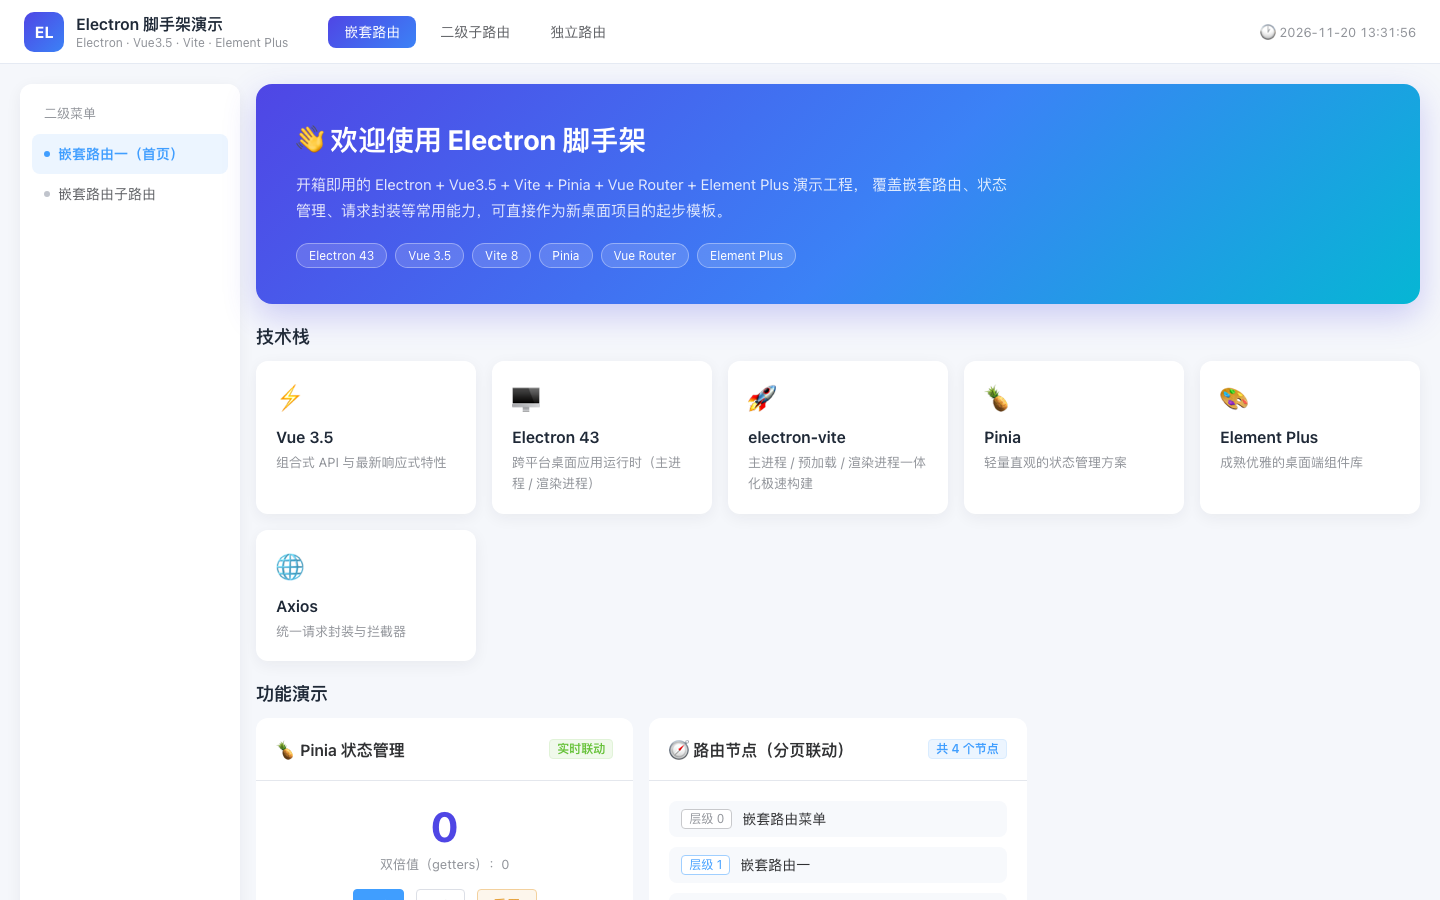 EL
Electron 脚手架演示
Electron · Vue3.5 · Vite · Element Plus
嵌套路由
二级子路由
独立路由
2026-11-20 13:31:56
二级菜单
嵌套路由一（首页）
嵌套路由子路由
欢迎使用 Electron 脚手架
开箱即用的 Electron + Vue3.5 + Vite + Pinia + Vue Router + Element Plus 演示工程， 覆盖嵌套路由、状态
管理、请求封装等常用能力，可直接作为新桌面项目的起步模板。
Electron 43
Vue 3.5
Vite 8
Pinia
Vue Router
Element Plus
技术栈
Vue 3.5
组合式 API 与最新响应式特性
Electron 43
跨平台桌面应用运行时（主进
程 / 渲染进程）
electron-vite
主进程 / 预加载 / 渲染进程一体
化极速构建
Pinia
轻量直观的状态管理方案
Element Plus
成熟优雅的桌面端组件库
Axios
统一请求封装与拦截器
功能演示
Pinia 状态管理
实时联动
0
双倍值（getters）：0
路由节点（分页联动）
共 4 个节点
层级 0
嵌套路由菜单
层级 1
嵌套路由一